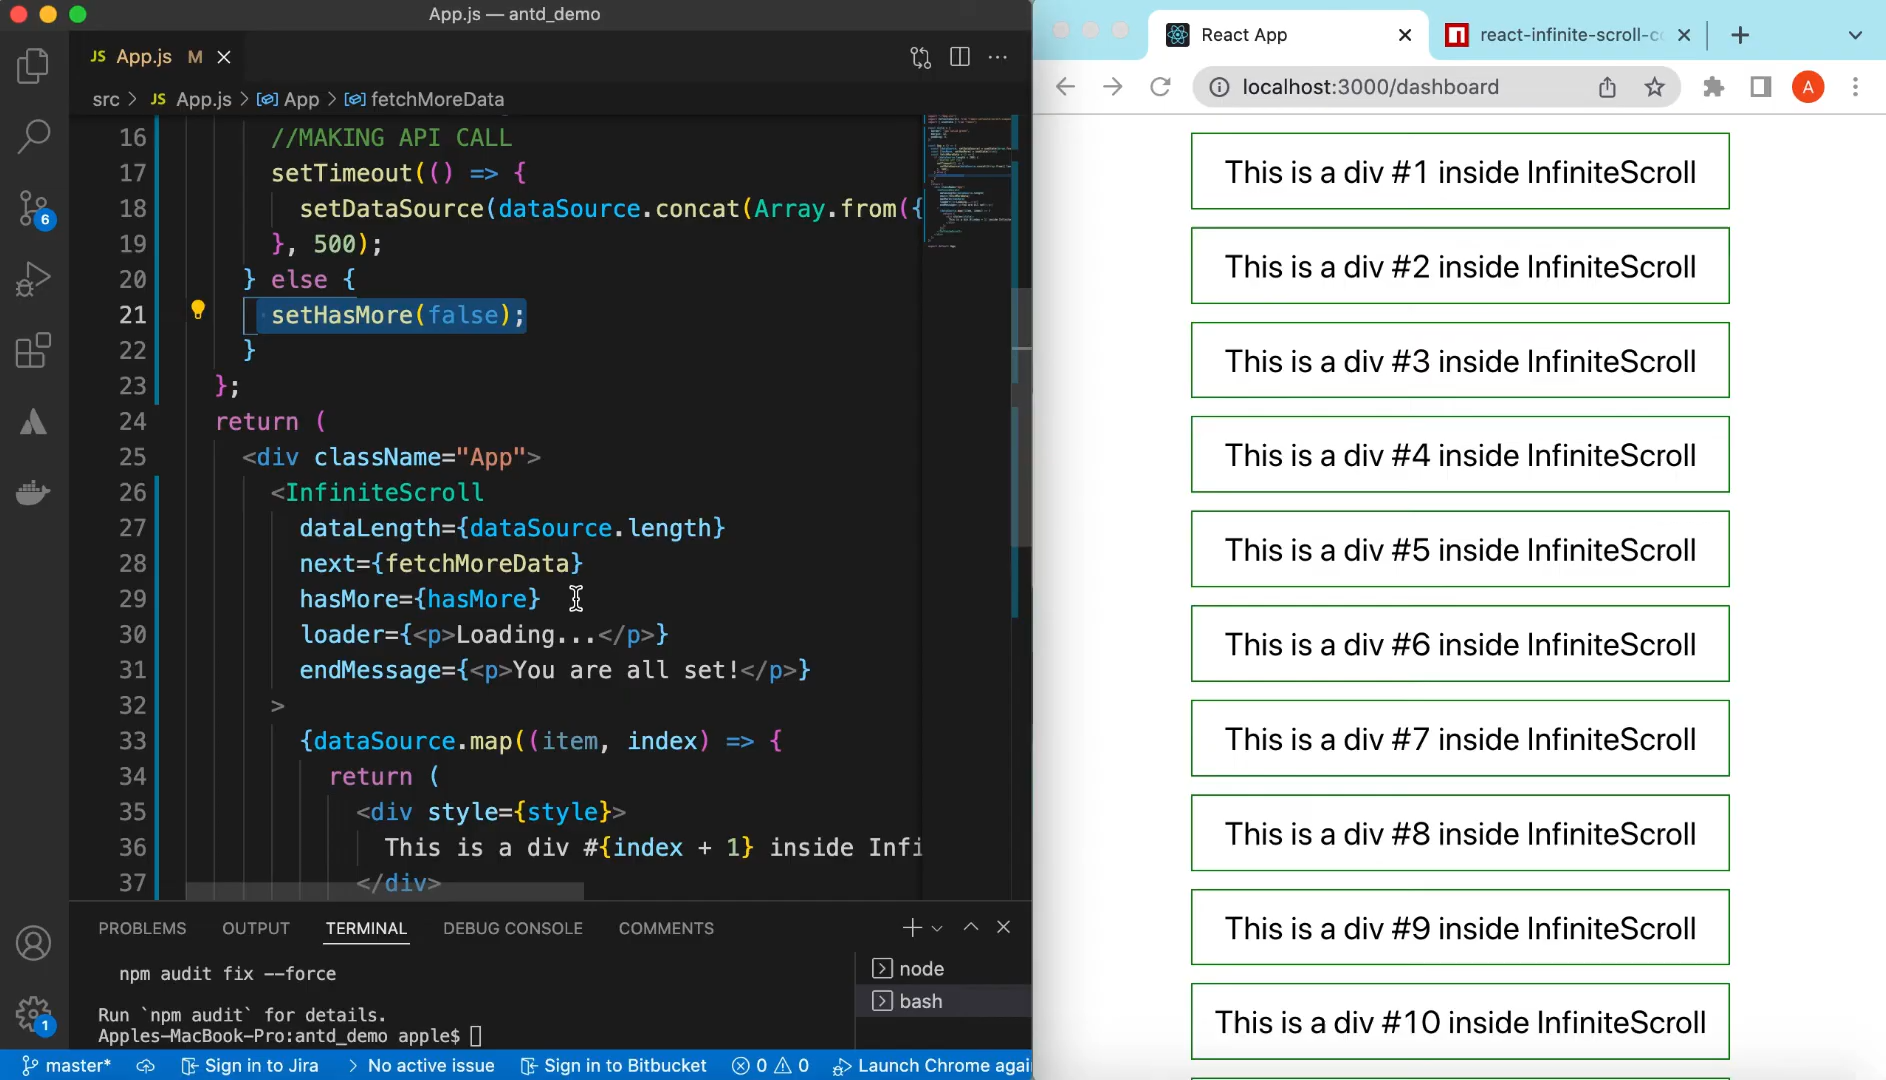 App.js — antd_demo
JS App.js M
src > JS App.js > App > fetchMoreData
16 //MAKING API CALL
17 setTimeout(() => {
18 setDataSource(dataSource.concat(Array.from({
19 }, 500);
20 } else {
21 setHasMore(false);
22 }
23 };
24 return (
25 <div className="App">
26 <InfiniteScroll
27 dataLength={dataSource.length}
28 next={fetchMoreData}
29 hasMore={hasMore}
30 loader={<p>Loading...</p>}
31 endMessage={<p>You are all set!</p>}
32 >
33 {dataSource.map((item, index) => {
34 return (
35 <div style={style}>
36 This is a div #{index + 1} inside Infi
37 </div>
6
1
PROBLEMS OUTPUT TERMINAL DEBUG CONSOLE COMMENTS
npm audit fix --force
Run `npm audit` for details.
Apples-MacBook-Pro:antd_demo apple$
node
bash
master* Sign in to Jira No active issue Sign in to Bitbucket 0 0 Launch Chrome agai
React App
react-infinite-scroll-c
localhost:3000/dashboard
A
This is a div #1 inside InfiniteScroll
This is a div #2 inside InfiniteScroll
This is a div #3 inside InfiniteScroll
This is a div #4 inside InfiniteScroll
This is a div #5 inside InfiniteScroll
This is a div #6 inside InfiniteScroll
This is a div #7 inside InfiniteScroll
This is a div #8 inside InfiniteScroll
This is a div #9 inside InfiniteScroll
This is a div #10 inside InfiniteScroll